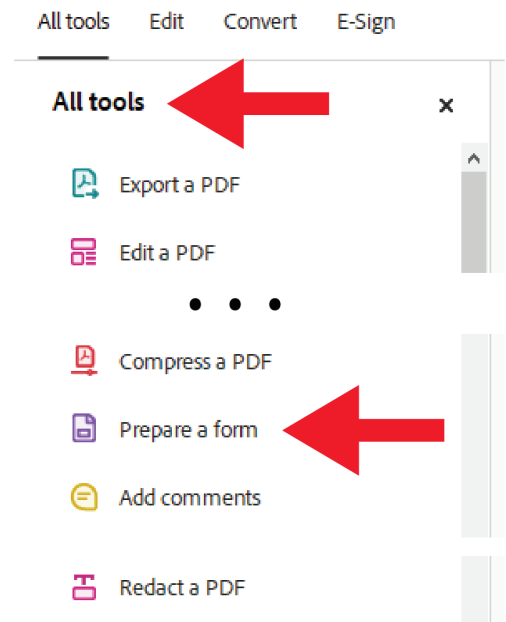 All tools Edit Convert E-Sign
All tools
Export a PDF
Edit a PDF
• • •
Compress a PDF
Prepare a form
Add comments
Redact a PDF